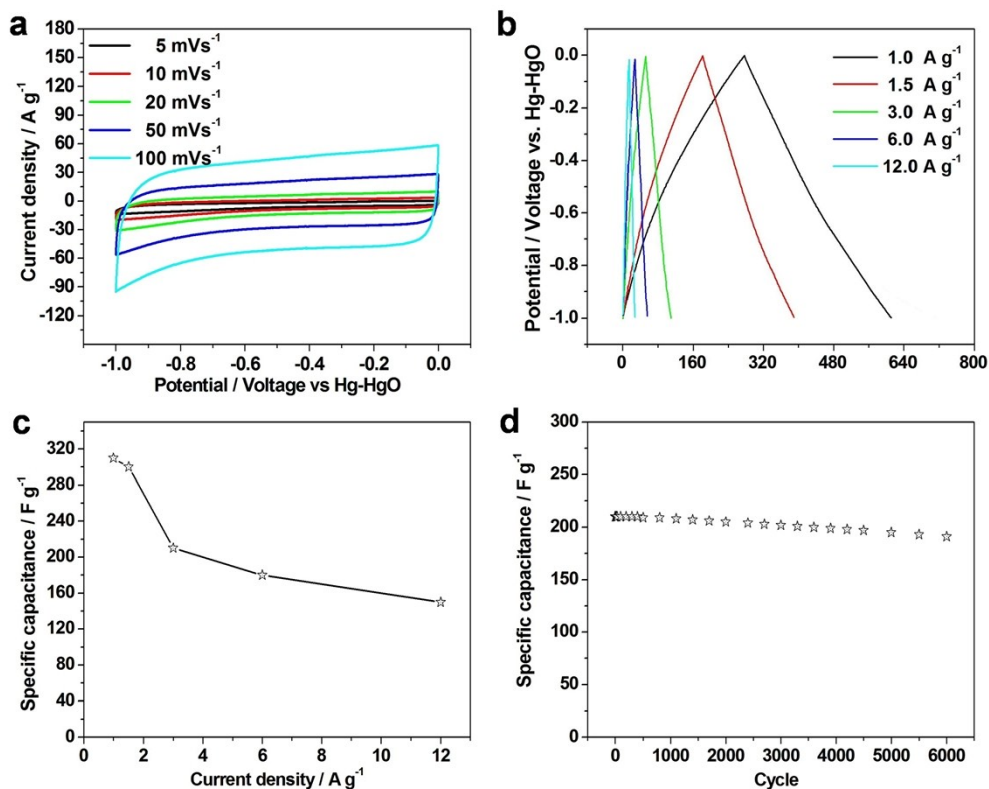 a
5 mVs⁻¹
10 mVs⁻¹
20 mVs⁻¹
50 mVs⁻¹
100 mVs⁻¹
180
150
120
90
60
30
0
-30
-60
-90
-120
Current density / A g⁻¹
-1.0 -0.8 -0.6 -0.4 -0.2 0.0
Potential / Voltage vs Hg-HgO
b
1.0 A g⁻¹
1.5 A g⁻¹
3.0 A g⁻¹
6.0 A g⁻¹
12.0 A g⁻¹
0.0
-0.2
-0.4
-0.6
-0.8
-1.0
Potential / Voltage vs. Hg-HgO
0 160 320 480 640 800
c
320
280
240
200
160
120
80
40
0
Specific capacitance / F g⁻¹
0 2 4 6 8 10 12
Current density / A g⁻¹
d
300
250
200
150
100
50
0
Specific capacitance / F g⁻¹
0 1000 2000 3000 4000 5000 6000
Cycle